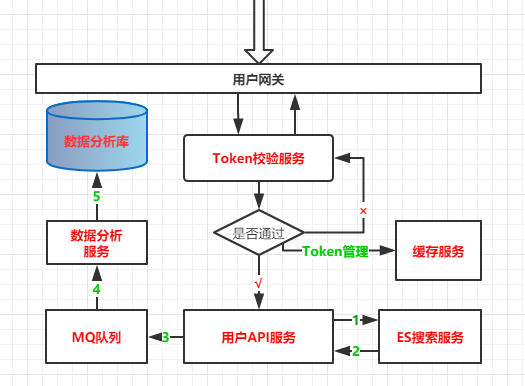 用户网关
数据分析库
Token校验服务
5
×
数据分析
服务
是否通过
Token管理
缓存服务
4
√
MQ队列
3
用户API服务
1
2
ES搜索服务